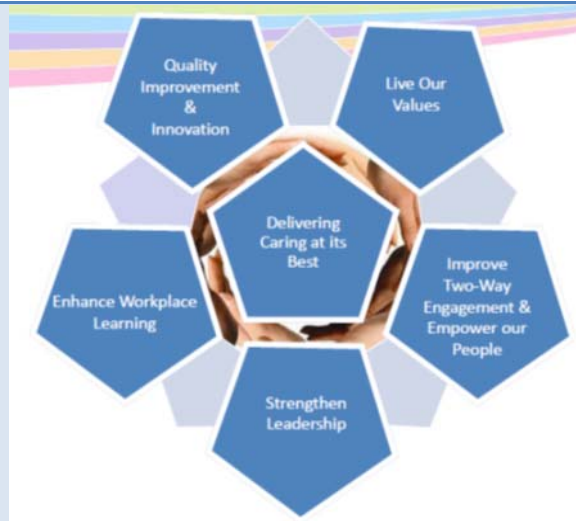 Quality
Improvement
&
Innovation
Live Our
Values
Delivering
Caring at its
Best
Enhance Workplace
Learning
Improve
Two-Way
Engagement &
Empower our
People
Strengthen
Leadership